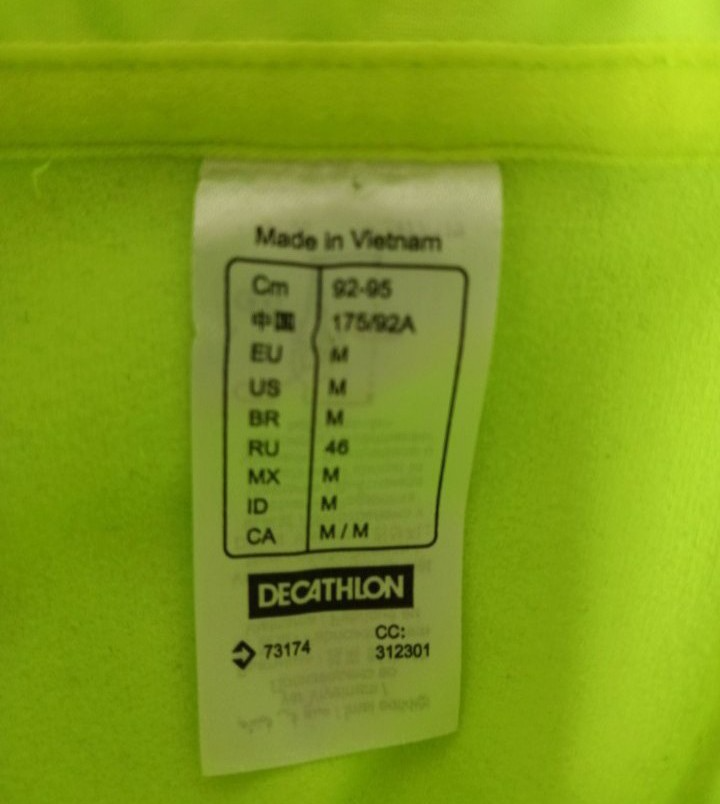 Made in Vietnam
Cm 92-95
中国 175/92A
EU M
US M
BR M
RU 46
MX M
ID M
CA M / M
DECATHLON
73174 CC: 312301